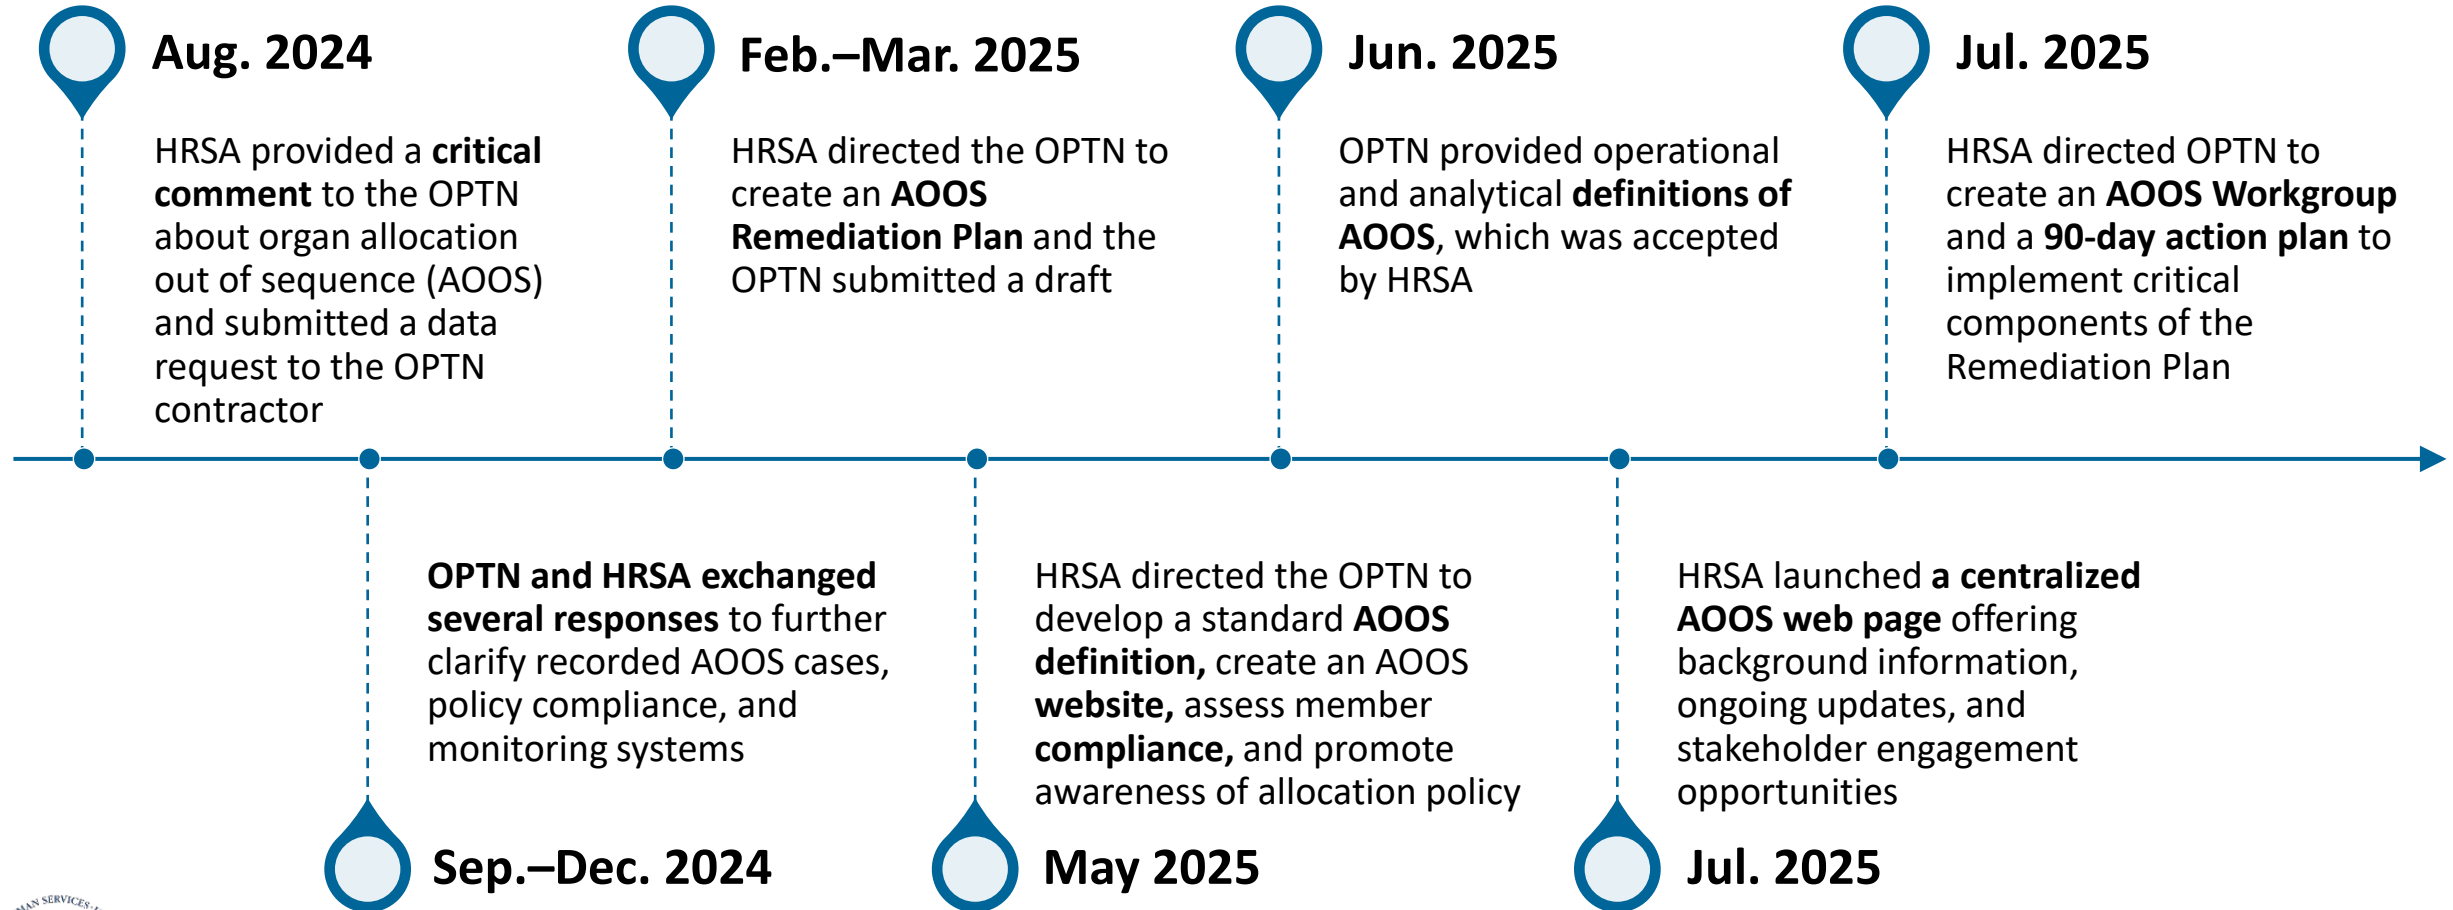 Aug. 2024
HRSA provided a critical
comment to the OPTN
about organ allocation
out of sequence (AOOS)
and submitted a data
request to the OPTN
contractor
Sep.–Dec. 2024
OPTN and HRSA exchanged
several responses to further
clarify recorded AOOS cases,
policy compliance, and
monitoring systems
Feb.–Mar. 2025
HRSA directed the OPTN to
create an AOOS
Remediation Plan and the
OPTN submitted a draft
May 2025
HRSA directed the OPTN to
develop a standard AOOS
definition, create an AOOS
website, assess member
compliance, and promote
awareness of allocation policy
Jun. 2025
OPTN provided operational
and analytical definitions of
AOOS, which was accepted
by HRSA
Jul. 2025
HRSA launched a centralized
AOOS web page offering
background information,
ongoing updates, and
stakeholder engagement
opportunities
Jul. 2025
HRSA directed OPTN to
create an AOOS Workgroup
and a 90-day action plan to
implement critical
components of the
Remediation Plan
SERVICES